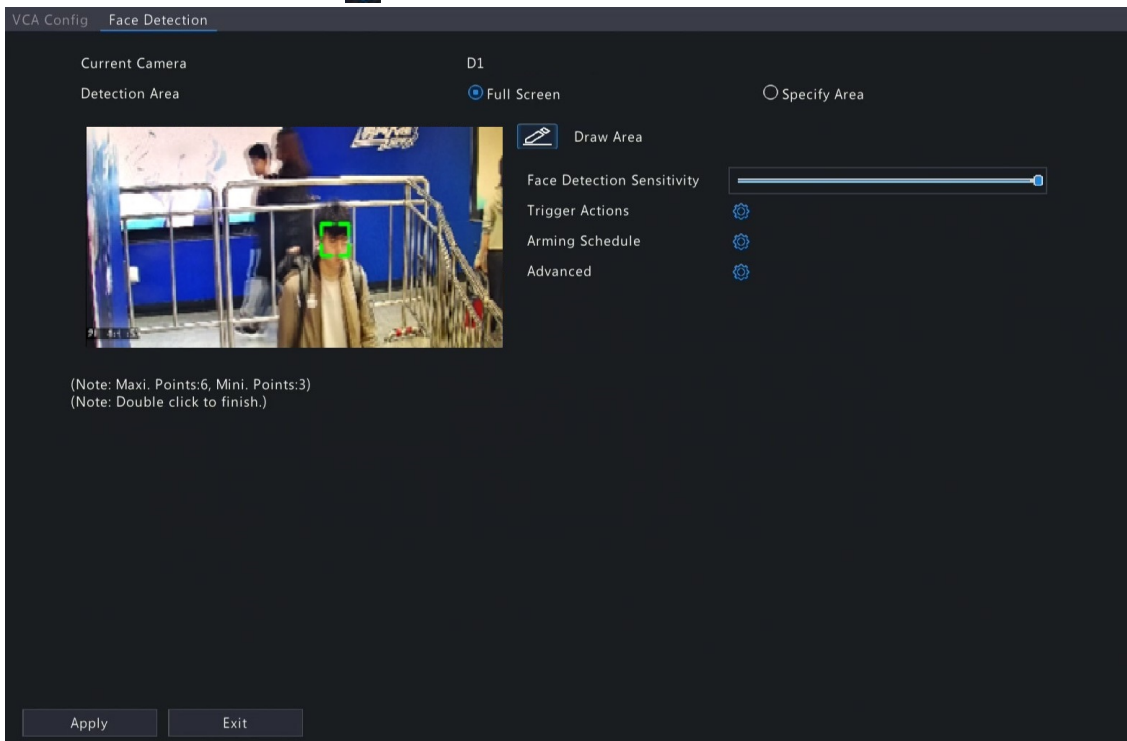 VCA Config Face Detection
Current Camera D1
Detection Area Full Screen Specify Area
Draw Area
Face Detection Sensitivity
Trigger Actions
Arming Schedule
Advanced
(Note: Maxi. Points:6, Mini. Points:3)
(Note: Double click to finish.)
Apply Exit